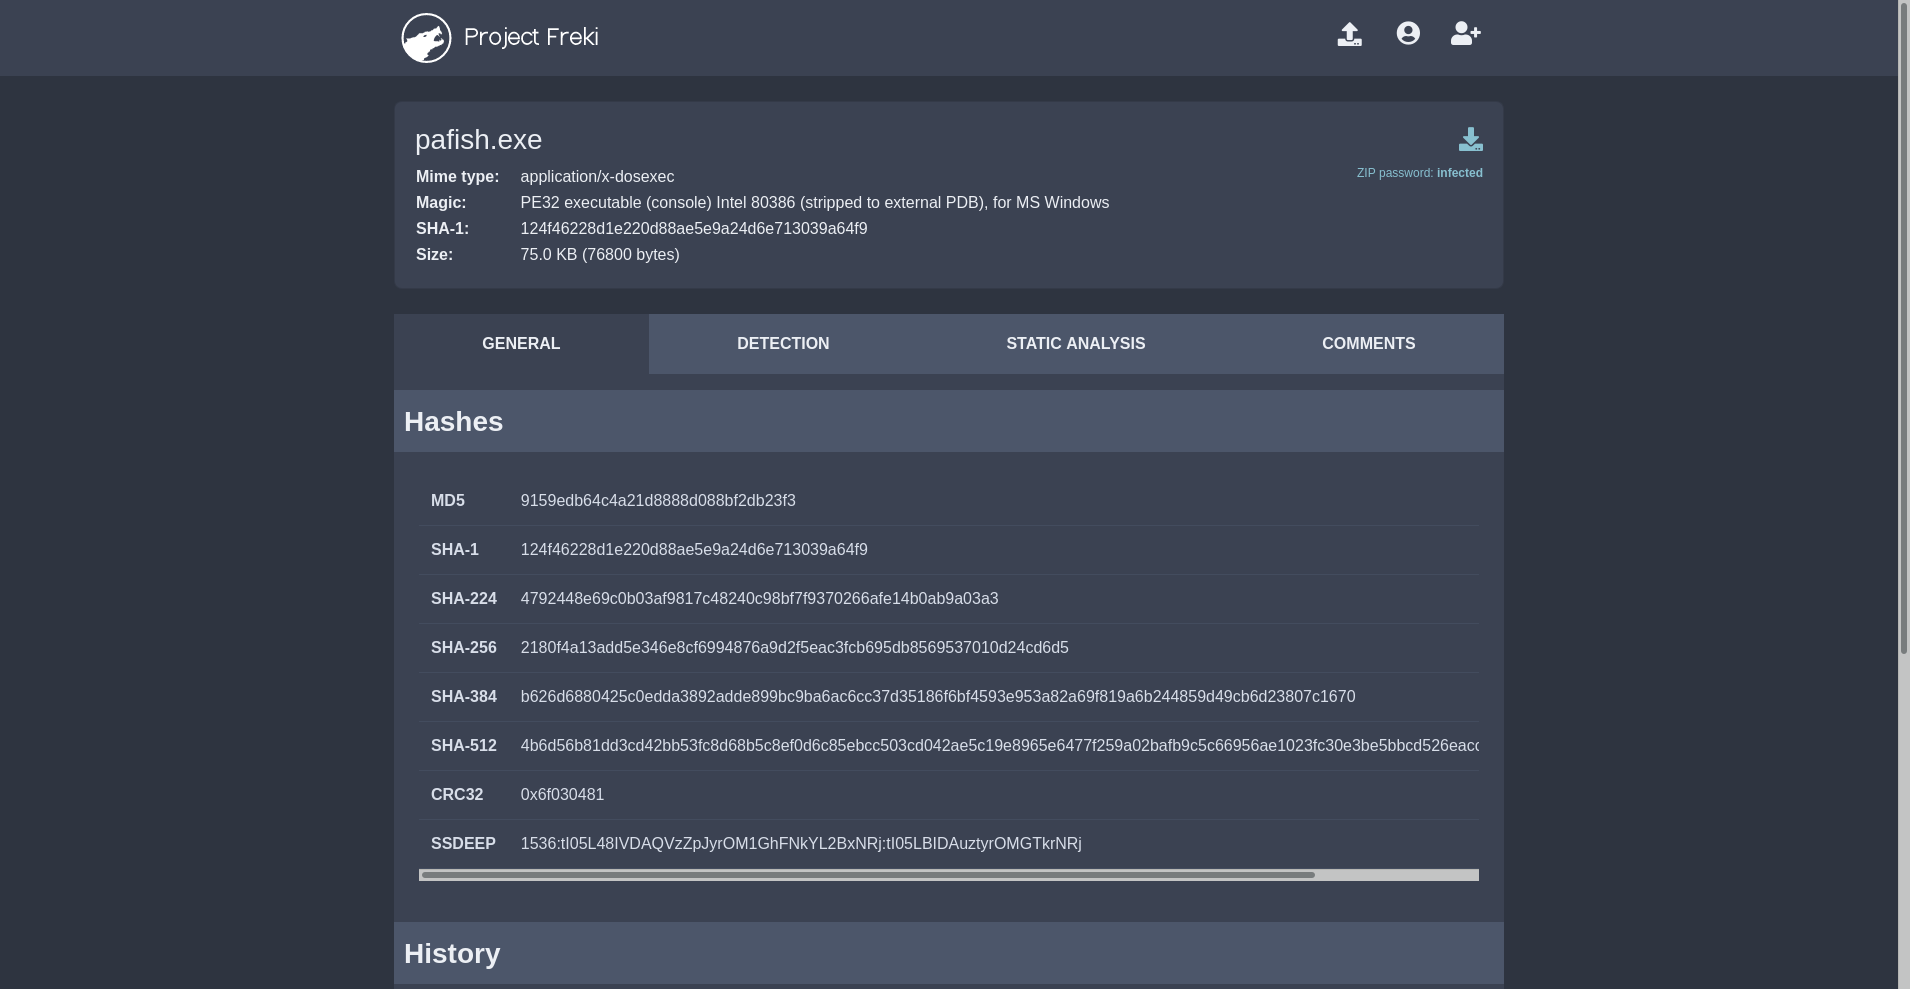 Project Freki
pafish.exe
ZIP password: infected
Mime type: application/x-dosexec
Magic: PE32 executable (console) Intel 80386 (stripped to external PDB), for MS Windows
SHA-1: 124f46228d1e220d88ae5e9a24d6e713039a64f9
Size: 75.0 KB (76800 bytes)
GENERAL DETECTION STATIC ANALYSIS COMMENTS
Hashes
MD5 9159edb64c4a21d8888d088bf2db23f3
SHA-1 124f46228d1e220d88ae5e9a24d6e713039a64f9
SHA-224 4792448e69c0b03af9817c48240c98bf7f9370266afe14b0ab9a03a3
SHA-256 2180f4a13add5e346e8cf6994876a9d2f5eac3fcb695db8569537010d24cd6d5
SHA-384 b626d6880425c0edda3892adde899bc9ba6ac6cc37d35186f6bf4593e953a82a69f819a6b244859d49cb6d23807c1670
SHA-512 4b6d56b81dd3cd42bb53fc8d68b5c8ef0d6c85ebcc503cd042ae5c19e8965e6477f259a02bafb9c5c66956ae1023fc30e3be5bbcd526eacc
CRC32 0x6f030481
SSDEEP 1536:tI05L48IVDAQVzZpJyrOM1GhFNkYL2BxNRj:tI05LBIDAuztyrOMGTkrNRj
History